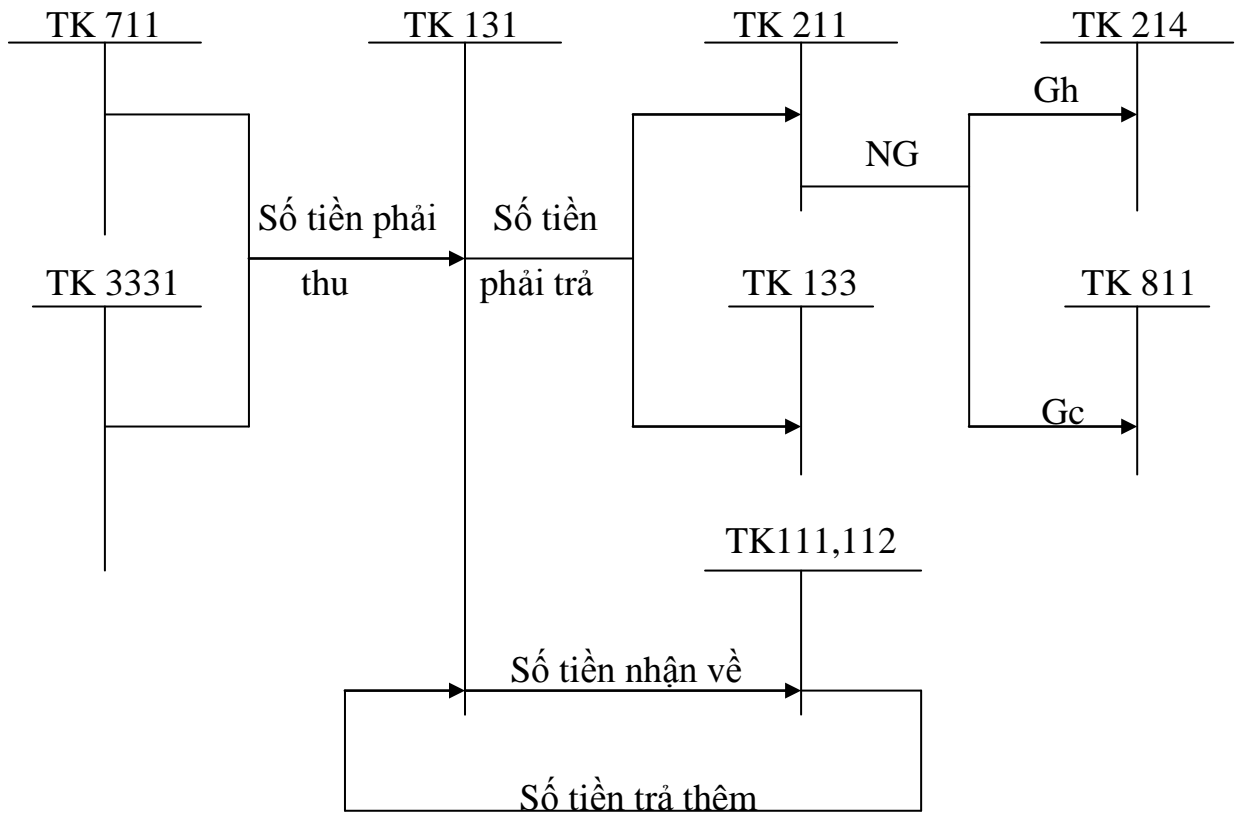 TK 711 TK 131 TK 211 TK 214
Gh
NG
Số tiền phải Số tiền
thu phải trả
TK 3331 TK 133 TK 811
Gc
TK111,112
Số tiền nhận về
Số tiền trả thêm